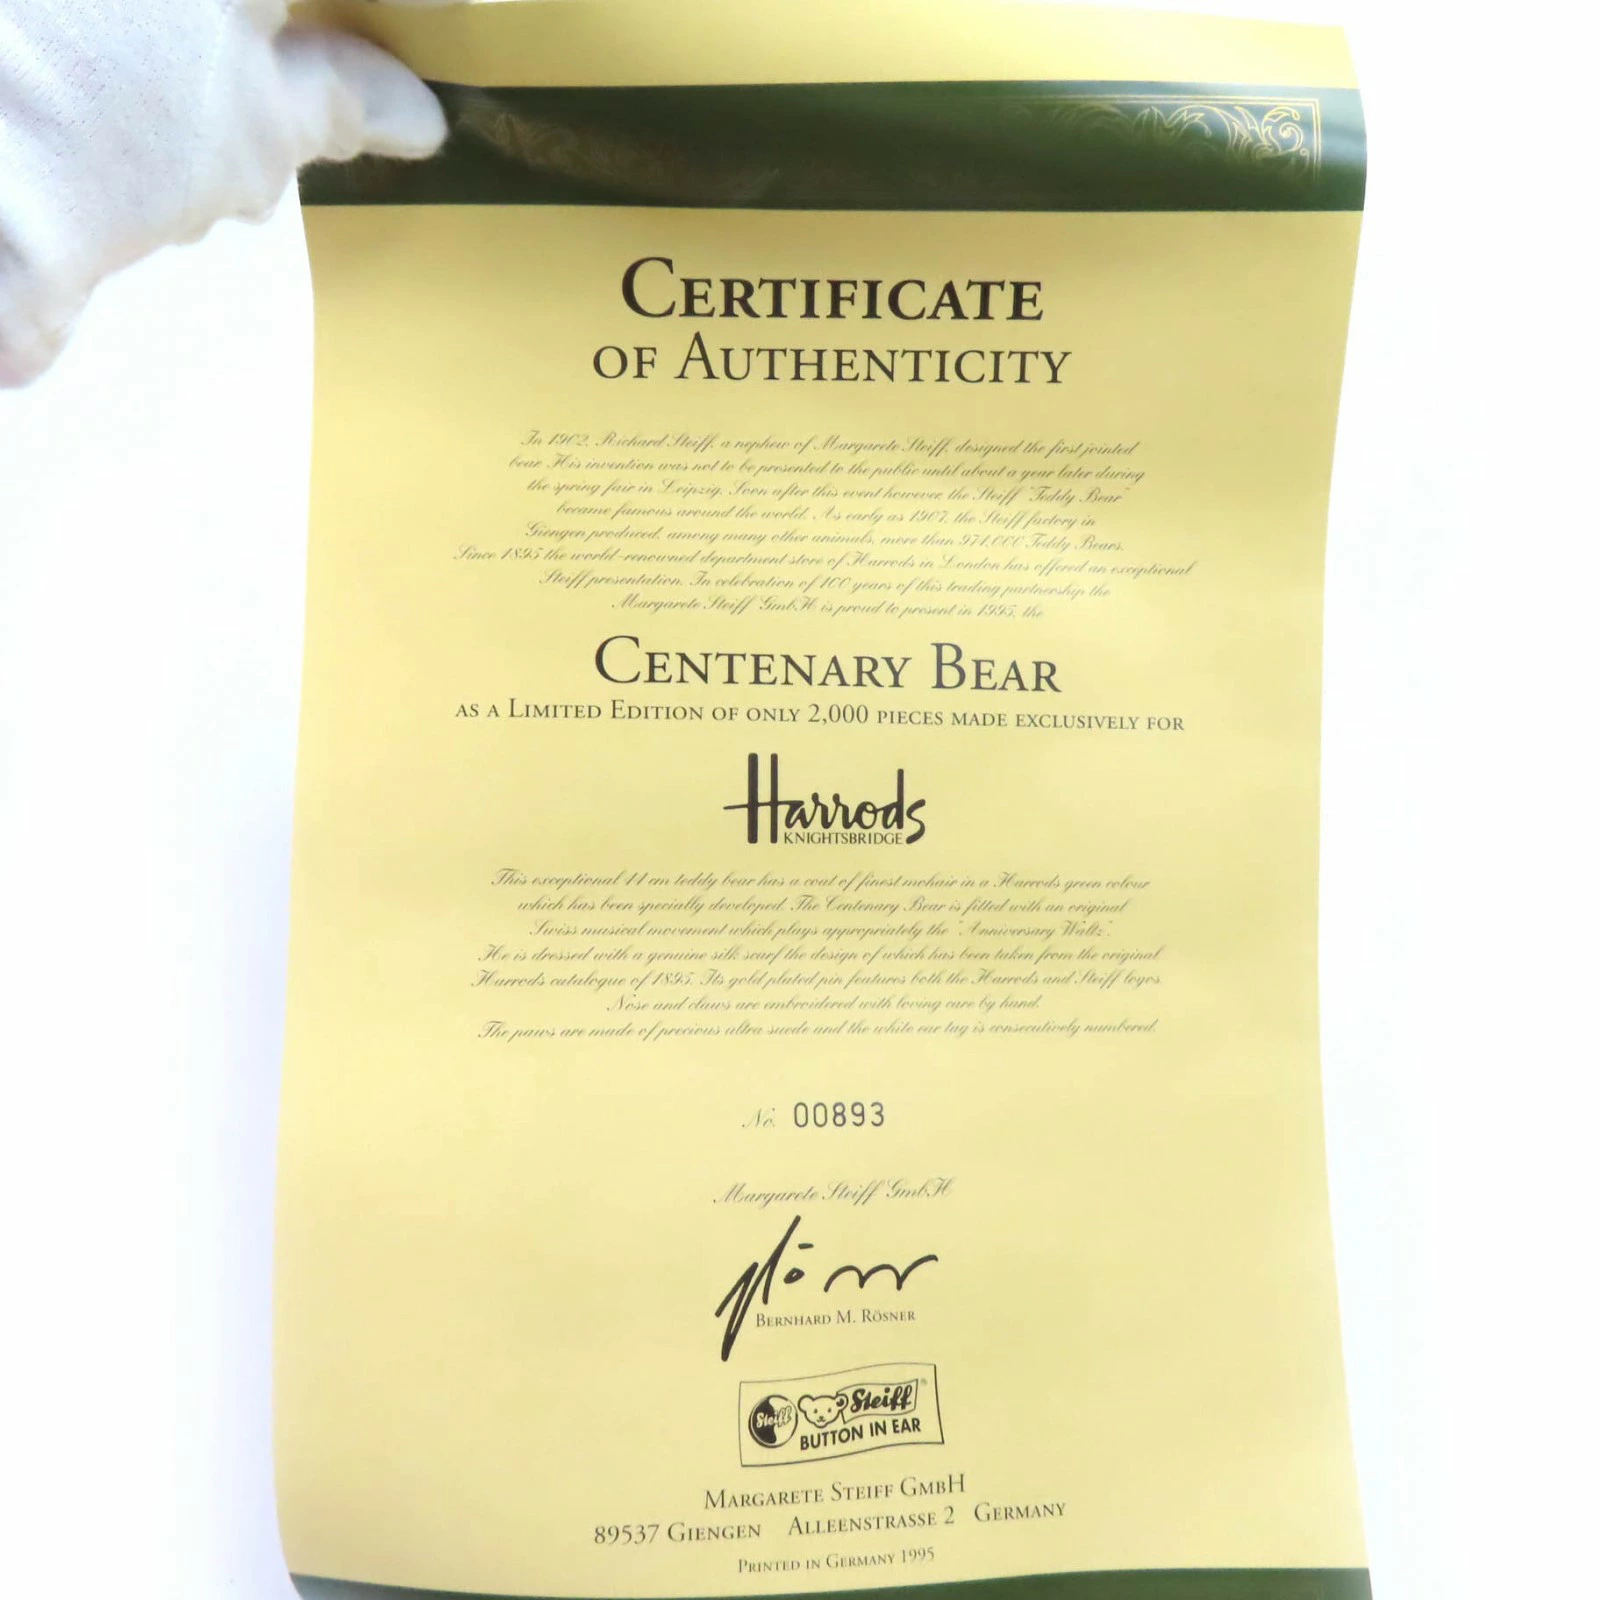 CERTIFICATE
OF AUTHENTICITY
In 1902, Richard Steiff, a nephew of Margarete Steiff, designed the first jointed
bear. His invention was not to be presented to the public until about a year later during
the spring fair in Leipzig. Soon after this event however, the Steiff "Teddy Bear"
became famous around the world. As early as 1907, the Steiff factory in
Giengen produced, among many other animals, more than 974,000 Teddy Bears.
Since 1895 the world-renowned department store of Harrods in London has offered an exceptional
Steiff presentation. In celebration of 100 years of this trading partnership the
Margarete Steiff GmbH is proud to present in 1995, the
CENTENARY BEAR
AS A LIMITED EDITION OF ONLY 2,000 PIECES MADE EXCLUSIVELY FOR
Harrods
KNIGHTSBRIDGE
This exceptional 44 cm teddy bear has a coat of finest mohair in a Harrods green colour
which has been specially developed. The Centenary Bear is fitted with an original
Swiss musical movement which plays appropriately the "Anniversary Waltz".
He is dressed with a genuine silk scarf the design of which has been taken from the original
Harrods catalogue of 1895. Its gold plated pin features both the Harrods and Steiff logos.
Nose and claws are embroidered with loving care by hand.
The paws are made of precious ultra suede and the white ear tag is consecutively numbered.
No. 00893
Margarete Steiff GmbH
BERNHARD M. RÖSNER
Steiff Steiff®
BUTTON IN EAR
MARGARETE STEIFF GMBH
89537 GIENGEN ALLEENSTRASSE 2 GERMANY
PRINTED IN GERMANY 1995